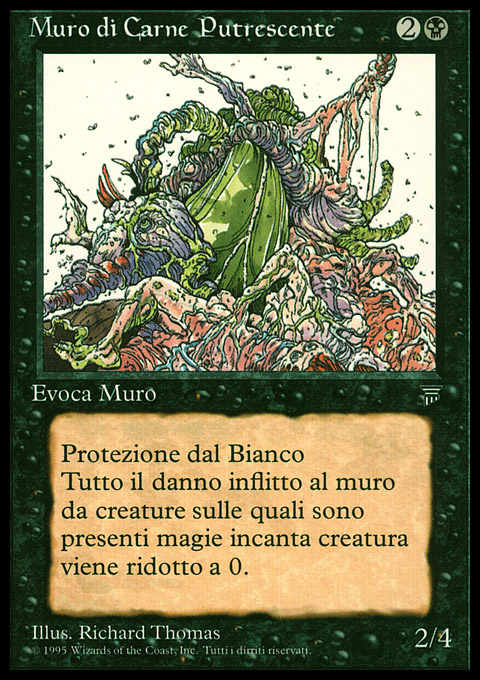 Muro di Carne Putrescente 2
Evoca Muro
Protezione dal Bianco
Tutto il danno inflitto al muro
da creature sulle quali sono
presenti magie incanta creatura
viene ridotto a 0.
Illus. Richard Thomas
2/4
© 1995 Wizards of the Coast, Inc. Tutti i diritti riservati.